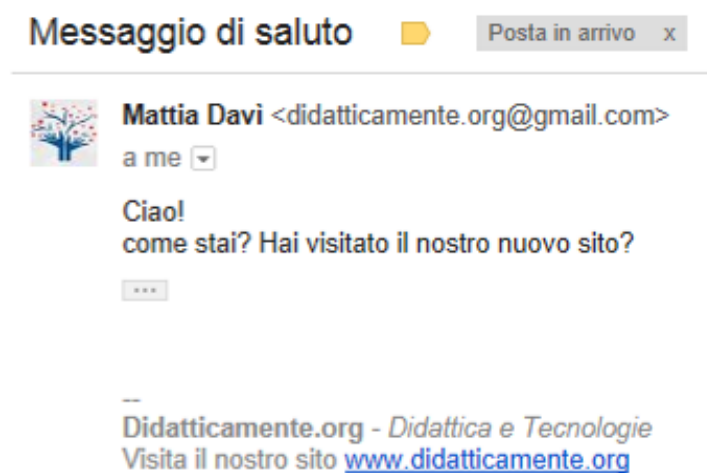 Messaggio di saluto Posta in arrivo x
Mattia Davì <didatticamente.org@gmail.com>
a me
Ciao!
come stai? Hai visitato il nostro nuovo sito?
...
--
Didatticamente.org - Didattica e Tecnologie
Visita il nostro sito www.didatticamente.org